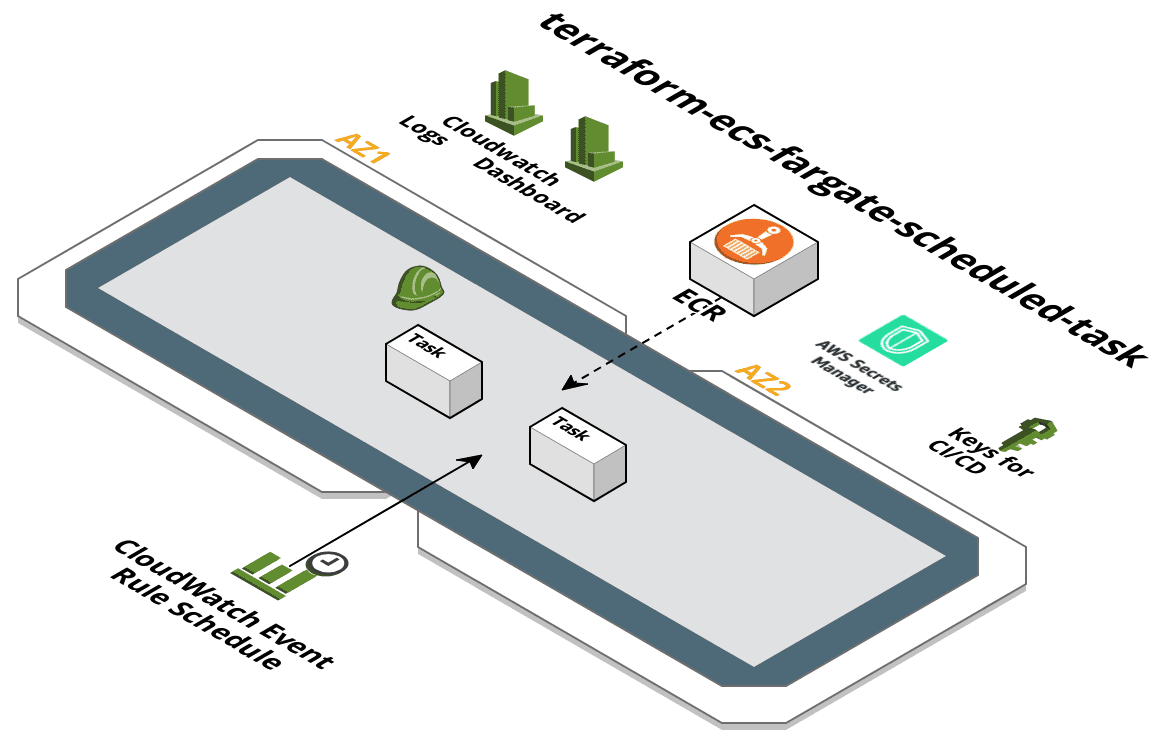 terraform-ecs-fargate-scheduled-task
Logs
Cloudwatch
Dashboard
AZ1
ECR
Task
Task
AZ2
AWS Secrets
Manager
Keys for
CI/CD
CloudWatch Event
Rule Schedule